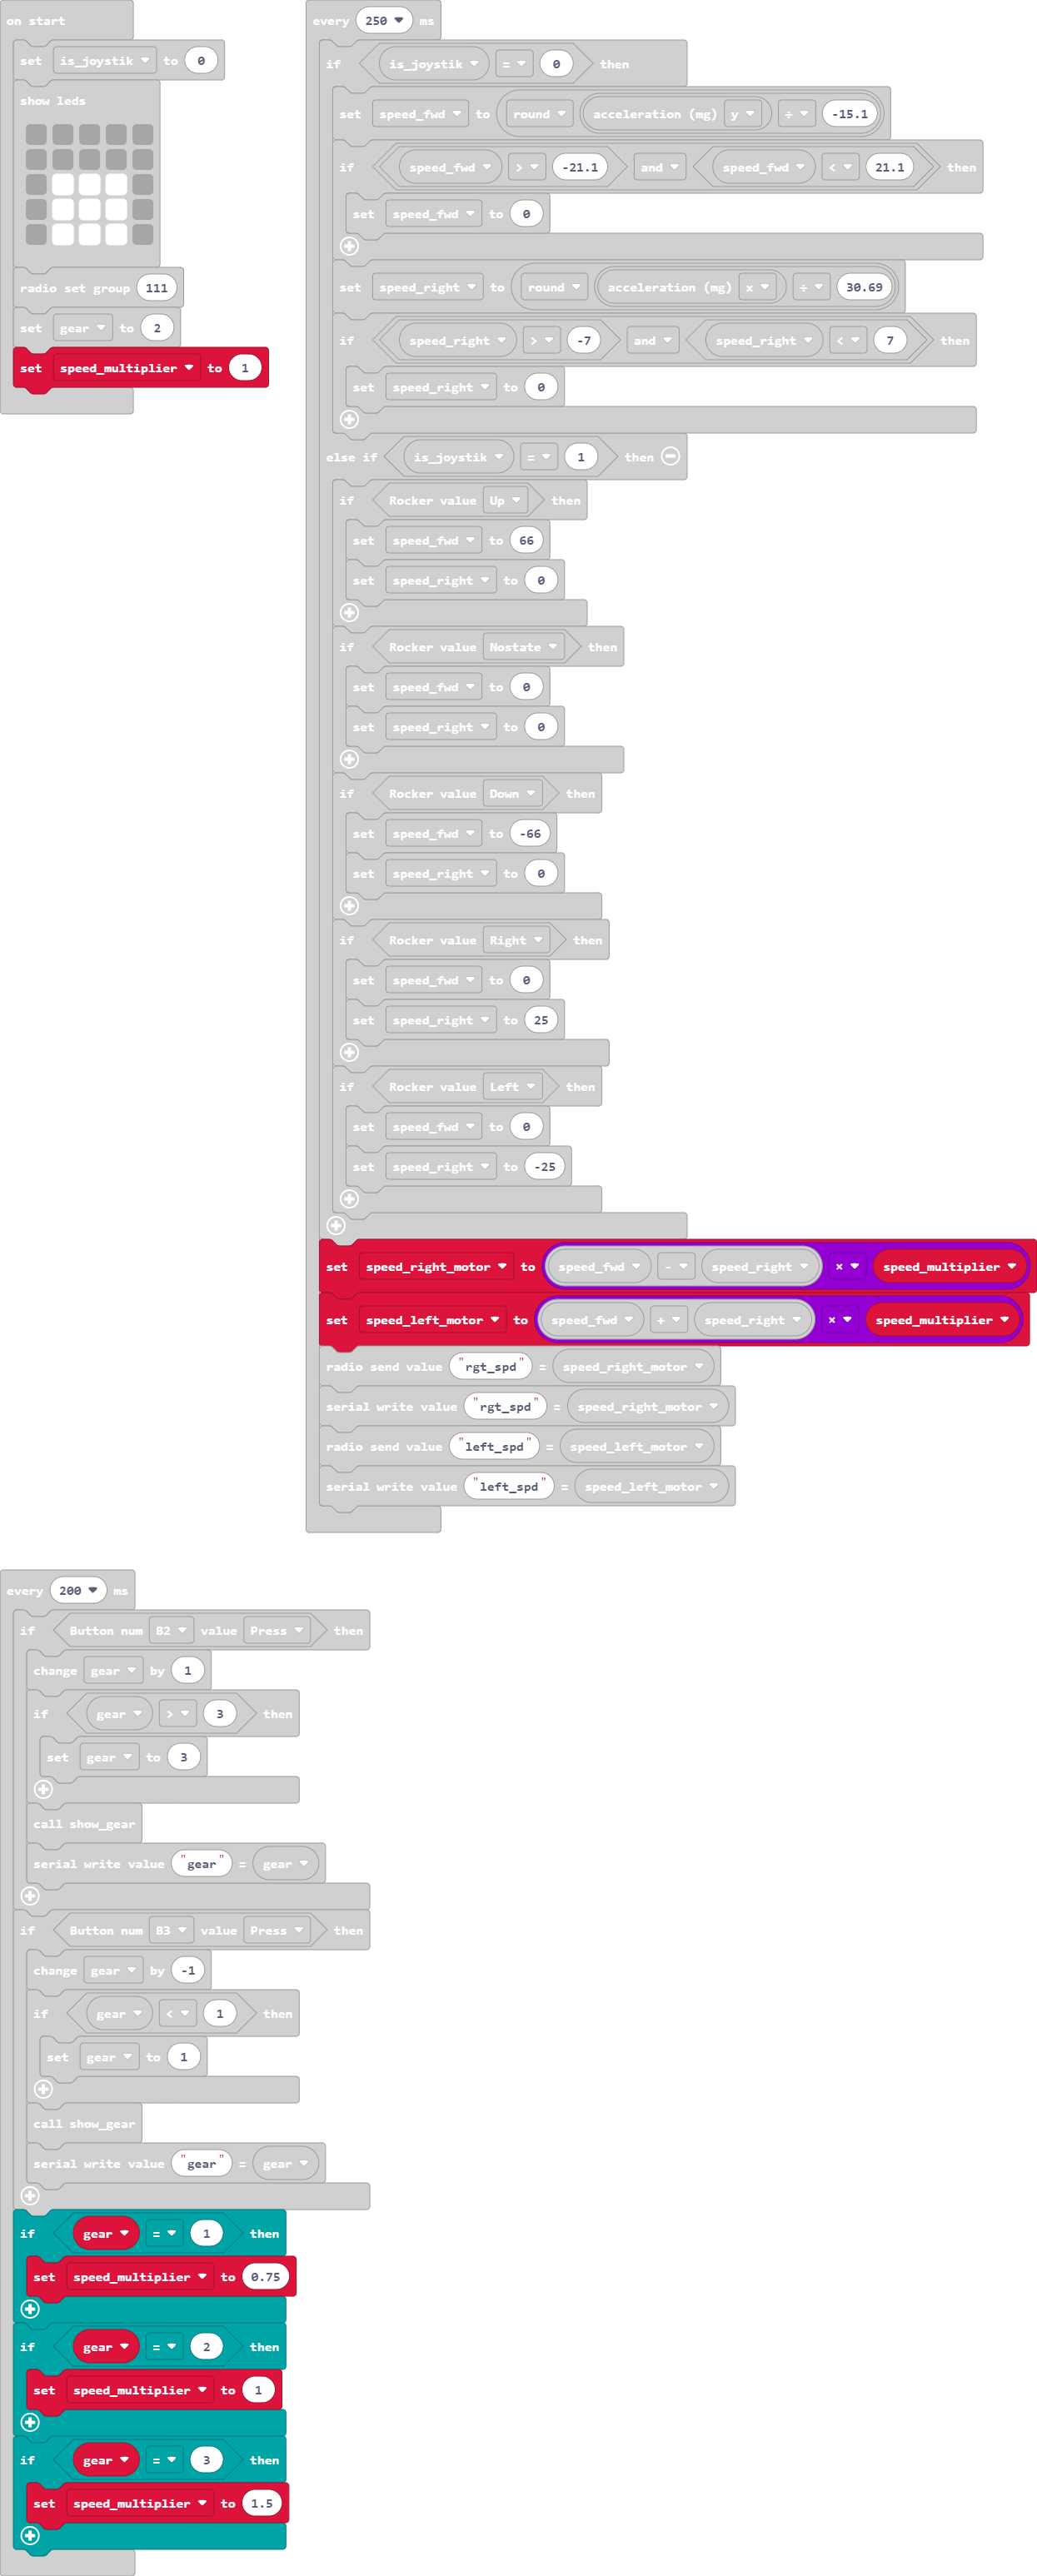 on start
set is_joystik to 0
show leds
radio set group 111
set gear to 2
set speed_multiplier to 1
every 250 ms
if is_joystik = 0 then
set speed_fwd to round acceleration (mg) y ÷ -15.1
if speed_fwd > -21.1 and speed_fwd < 21.1 then
set speed_fwd to 0
set speed_right to round acceleration (mg) x ÷ 30.69
if speed_right > -7 and speed_right < 7 then
set speed_right to 0
else if is_joystik = 1 then
if Rocker value Up then
set speed_fwd to 66
set speed_right to 0
if Rocker value Nostate then
set speed_fwd to 0
set speed_right to 0
if Rocker value Down then
set speed_fwd to -66
set speed_right to 0
if Rocker value Right then
set speed_fwd to 0
set speed_right to 25
if Rocker value Left then
set speed_fwd to 0
set speed_right to -25
set speed_right_motor to speed_fwd - speed_right × speed_multiplier
set speed_left_motor to speed_fwd + speed_right × speed_multiplier
radio send value "rgt_spd" = speed_right_motor
serial write value "rgt_spd" = speed_right_motor
radio send value "left_spd" = speed_left_motor
serial write value "left_spd" = speed_left_motor
every 200 ms
if Button num B2 value Press then
change gear by 1
if gear > 3 then
set gear to 3
call show_gear
serial write value "gear" = gear
if Button num B3 value Press then
change gear by -1
if gear < 1 then
set gear to 1
call show_gear
serial write value "gear" = gear
if gear = 1 then
set speed_multiplier to 0.75
if gear = 2 then
set speed_multiplier to 1
if gear = 3 then
set speed_multiplier to 1.5